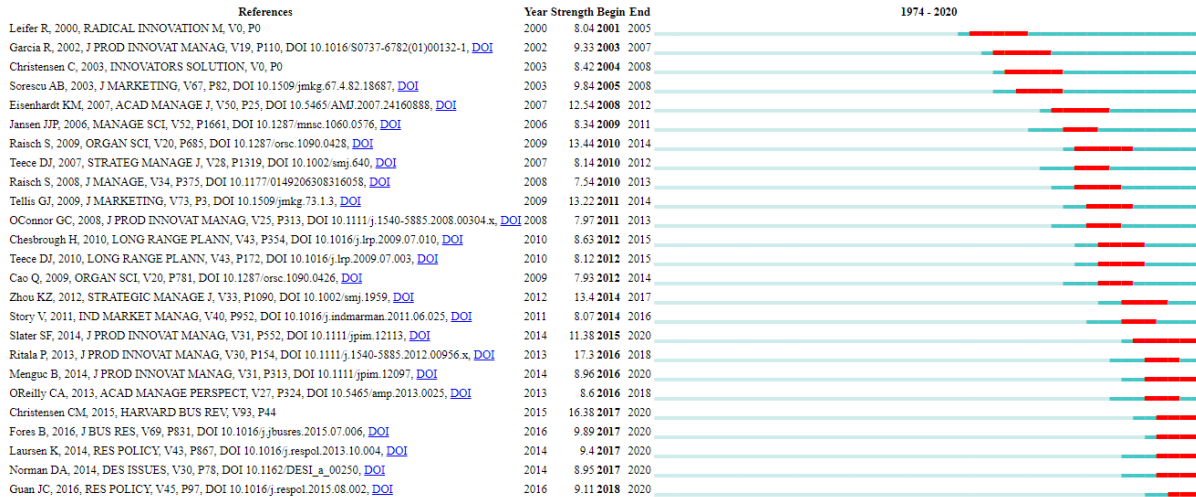 References Year Strength Begin End 1974 - 2020
Leifer R, 2000, RADICAL INNOVATION M, V0, P0 2000 8.04 2001 2005
Garcia R, 2002, J PROD INNOVAT MANAG, V19, P110, DOI 10.1016/S0737-6782(01)00132-1, DOI 2002 9.33 2003 2007
Christensen C, 2003, INNOVATORS SOLUTION, V0, P0 2003 8.42 2004 2008
Sorescu AB, 2003, J MARKETING, V67, P82, DOI 10.1509/jmkg.67.4.82.18687, DOI 2003 9.84 2005 2008
Eisenhardt KM, 2007, ACAD MANAGE J, V50, P25, DOI 10.5465/AMJ.2007.24160888, DOI 2007 12.54 2008 2012
Jansen JJP, 2006, MANAGE SCI, V52, P1661, DOI 10.1287/mnsc.1060.0576, DOI 2006 8.34 2009 2011
Raisch S, 2009, ORGAN SCI, V20, P685, DOI 10.1287/orsc.1090.0428, DOI 2009 13.44 2010 2014
Teece DJ, 2007, STRATEG MANAGE J, V28, P1319, DOI 10.1002/smj.640, DOI 2007 8.14 2010 2012
Raisch S, 2008, J MANAGE, V34, P375, DOI 10.1177/0149206308316058, DOI 2008 7.54 2010 2013
Tellis GJ, 2009, J MARKETING, V73, P3, DOI 10.1509/jmkg.73.1.3, DOI 2009 13.22 2011 2014
OConnor GC, 2008, J PROD INNOVAT MANAG, V25, P313, DOI 10.1111/j.1540-5885.2008.00304.x, DOI 2008 7.97 2011 2013
Chesbrough H, 2010, LONG RANGE PLANN, V43, P354, DOI 10.1016/j.lrp.2009.07.010, DOI 2010 8.63 2012 2015
Teece DJ, 2010, LONG RANGE PLANN, V43, P172, DOI 10.1016/j.lrp.2009.07.003, DOI 2010 8.12 2012 2015
Cao Q, 2009, ORGAN SCI, V20, P781, DOI 10.1287/orsc.1090.0426, DOI 2009 7.93 2012 2014
Zhou KZ, 2012, STRATEGIC MANAGE J, V33, P1090, DOI 10.1002/smj.1959, DOI 2012 13.4 2014 2017
Story V, 2011, IND MARKET MANAG, V40, P952, DOI 10.1016/j.indmarman.2011.06.025, DOI 2011 8.07 2014 2016
Slater SF, 2014, J PROD INNOVAT MANAG, V31, P552, DOI 10.1111/jpim.12113, DOI 2014 11.38 2015 2020
Ritala P, 2013, J PROD INNOVAT MANAG, V30, P154, DOI 10.1111/j.1540-5885.2012.00956.x, DOI 2013 17.3 2016 2018
Menguc B, 2014, J PROD INNOVAT MANAG, V31, P313, DOI 10.1111/jpim.12097, DOI 2014 8.96 2016 2020
OReilly CA, 2013, ACAD MANAGE PERSPECT, V27, P324, DOI 10.5465/amp.2013.0025, DOI 2013 8.6 2016 2018
Christensen CM, 2015, HARVARD BUS REV, V93, P44 2015 16.38 2017 2020
Fores B, 2016, J BUS RES, V69, P831, DOI 10.1016/j.jbusres.2015.07.006, DOI 2016 9.89 2017 2020
Laursen K, 2014, RES POLICY, V43, P867, DOI 10.1016/j.respol.2013.10.004, DOI 2014 9.4 2017 2020
Norman DA, 2014, DES ISSUES, V30, P78, DOI 10.1162/DESI_a_00250, DOI 2014 8.95 2017 2020
Guan JC, 2016, RES POLICY, V45, P97, DOI 10.1016/j.respol.2015.08.002, DOI 2016 9.11 2018 2020